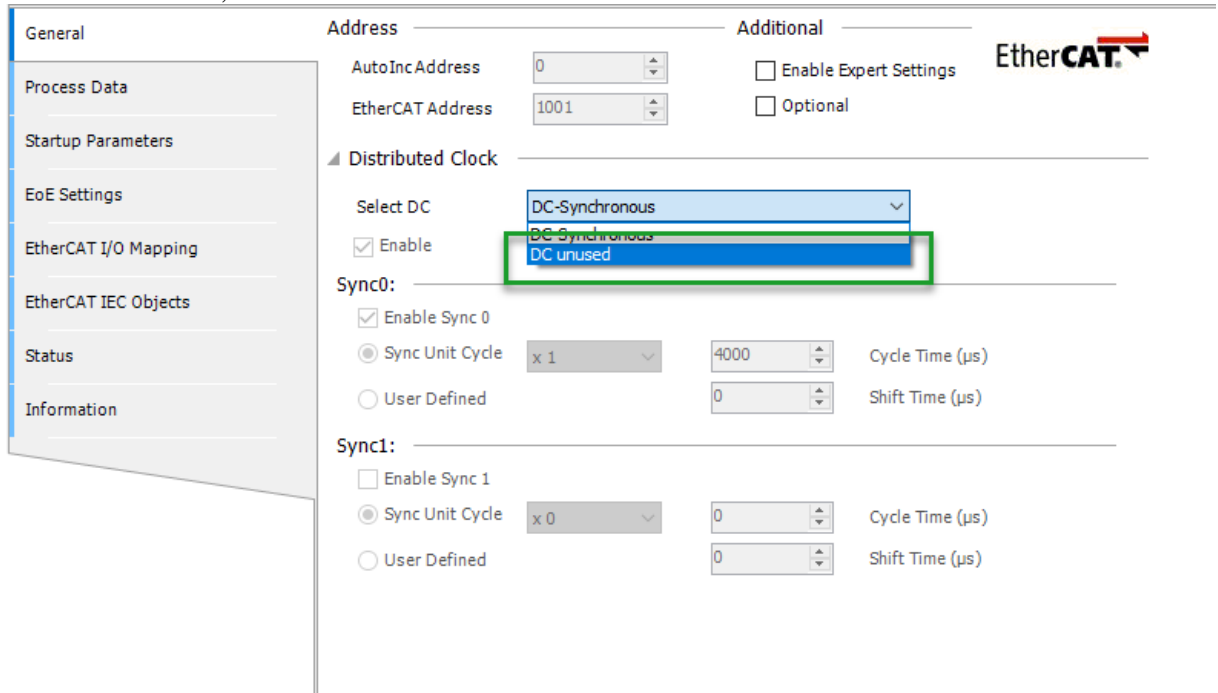 General
Process Data
Startup Parameters
EoE Settings
EtherCAT I/O Mapping
EtherCAT IEC Objects
Status
Information
Address
Additional
EtherCAT.
AutoInc Address 0
Enable Expert Settings
EtherCAT Address 1001
Optional
Distributed Clock
Select DC DC-Synchronous
DC-Synchronous
Enable
DC unused
Sync0:
Enable Sync 0
Sync Unit Cycle x 1 4000 Cycle Time (µs)
User Defined 0 Shift Time (µs)
Sync1:
Enable Sync 1
Sync Unit Cycle x 0 0 Cycle Time (µs)
User Defined 0 Shift Time (µs)